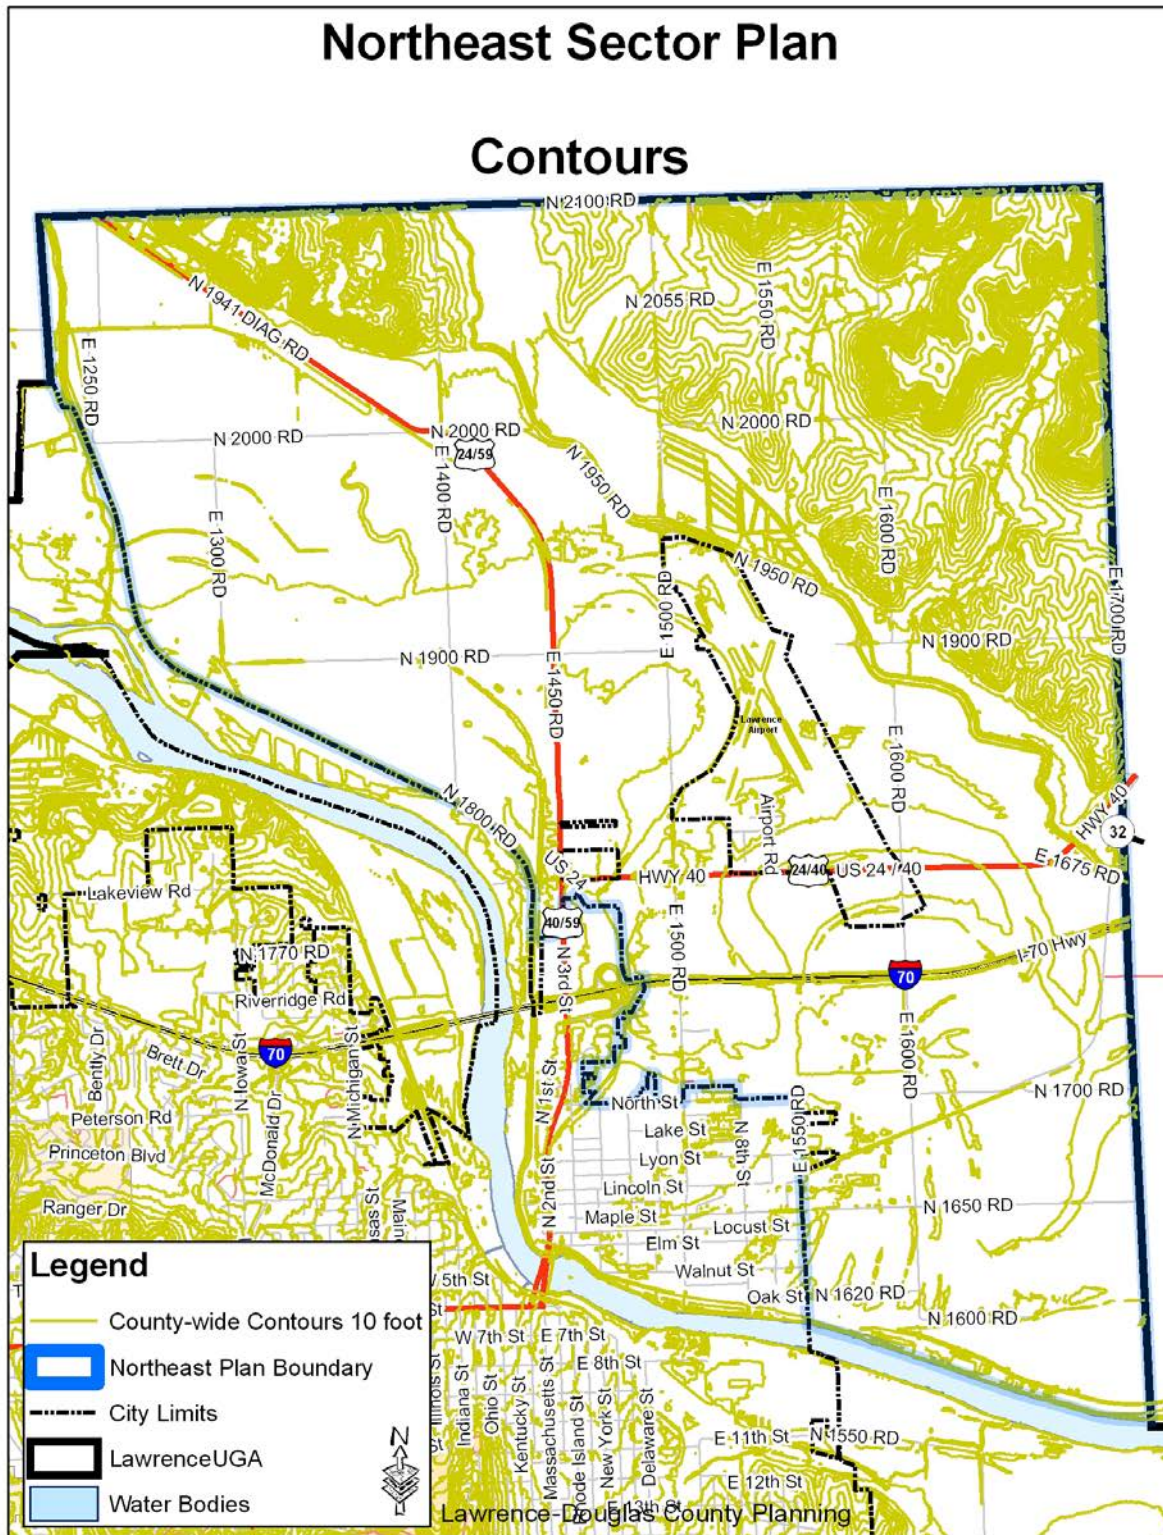 Northeast Sector Plan
Contours
N 2100 RD
N 1941 DIAG RD
N 2055 RD
E 1550 RD
E 1250 RD
N 2000 RD
N 2000 RD
N 2000 RD
24/59
E 1400 RD
N 1950 RD
E 1300 RD
E 1600 RD
N 1950 RD
E 1500 RD
E 1700 RD
N 1900 RD
N 1900 RD
E 1450 RD
Lawrence
Airport
E 1600 RD
N 1800 RD
Airport Rd
HWY 40
32
US 24
HWY 40
24/40
US 24 / 40
E 1675 RD
Lakeview Rd
40/59
E 1500 RD
N 1770 RD
N 3rd St
I-70 Hwy
70
Riverridge Rd
Bently Dr
Brett Dr
N Iowa St
70
N Michigan St
E 1600 RD
N 1st St
N 1700 RD
Peterson Rd
McDonald Dr
North St
E 1550 RD
Lake St
N 8th St
Princeton Blvd
Lyon St
N 2nd St
Lincoln St
Ranger Dr
Maple St
Locust St
N 1650 RD
Elm St
Walnut St
Oak St
N 1620 RD
N 1600 RD
W 7th St
E 7th St
E 8th St
Indiana St
Ohio St
Kentucky St
Massachusetts St
New York St
Delaware St
E 11th St
N 1550 RD
E 12th St
E 13th St
Legend
County-wide Contours 10 foot
Northeast Plan Boundary
City Limits
LawrenceUGA
Water Bodies
N
Lawrence-Douglas County Planning